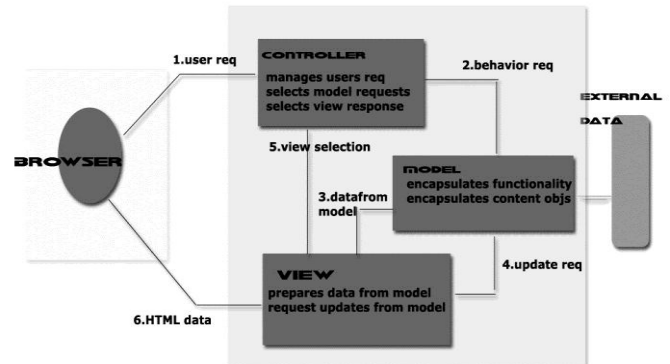 CONTROLLER
1.user req
manages users req
selects model requests
selects view response
2.behavior req
EXTERNAL
DATA
BROWSER
5.view selection
MODEL
encapsulates functionality
encapsulates content objs
3.datafrom
model
VIEW
4.update req
prepares data from model
request updates from model
6.HTML data